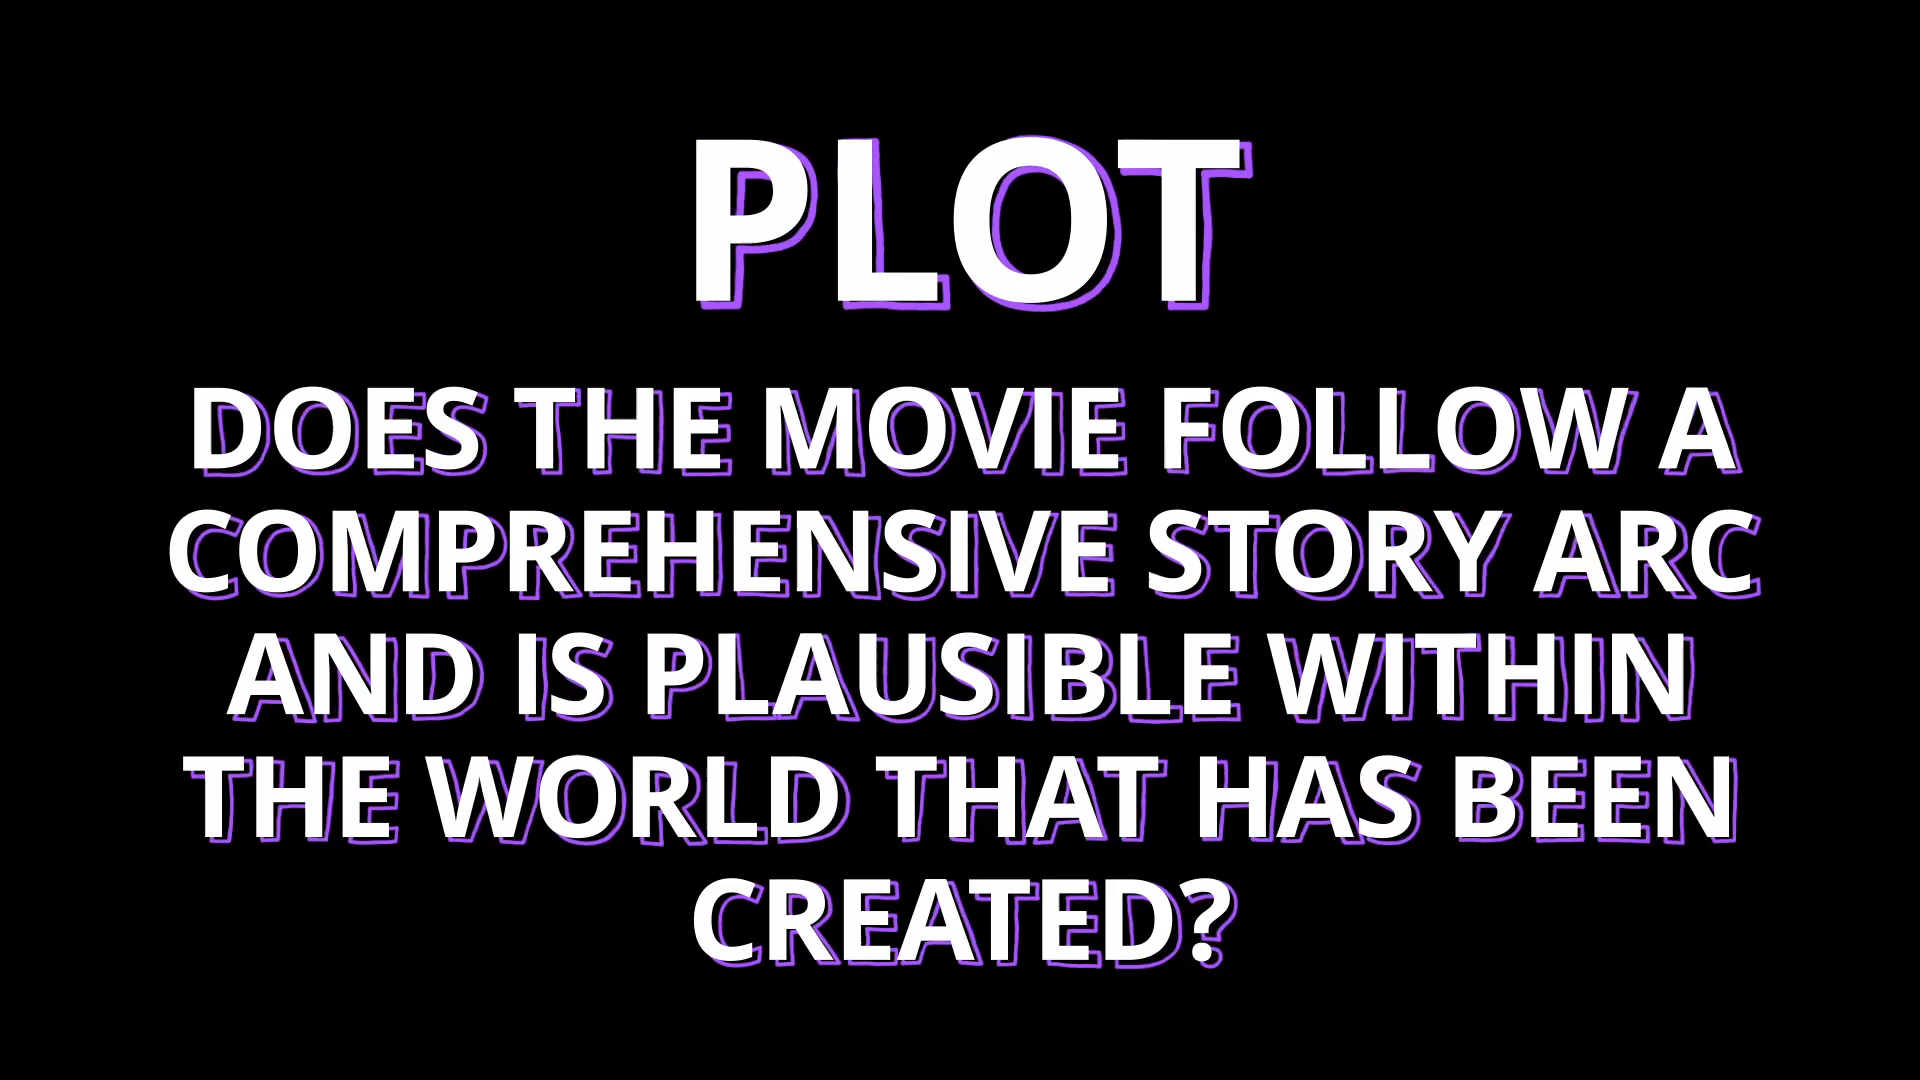 PLOT
DOES THE MOVIE FOLLOW A
COMPREHENSIVE STORY ARC
AND IS PLAUSIBLE WITHIN
THE WORLD THAT HAS BEEN
CREATED?